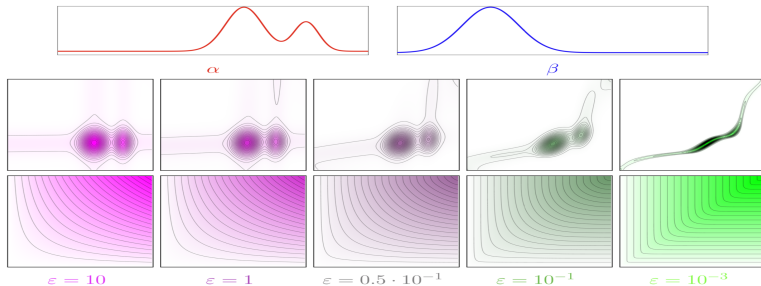 α β
ε = 10 ε = 1 ε = 0.5 · 10⁻¹ ε = 10⁻¹ ε = 10⁻³